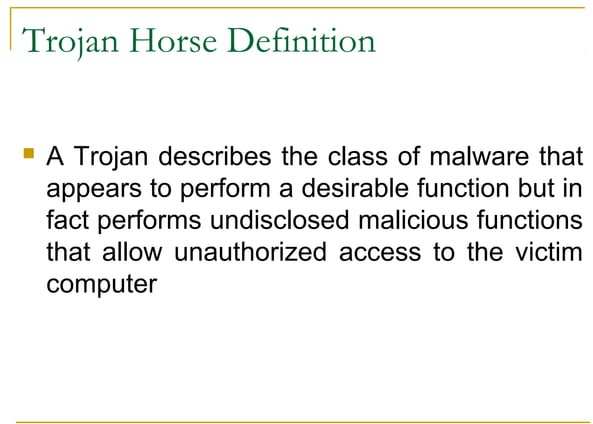 Trojan Horse Definition
A Trojan describes the class of malware that
appears to perform a desirable function but in
fact performs undisclosed malicious functions
that allow unauthorized access to the victim
computer